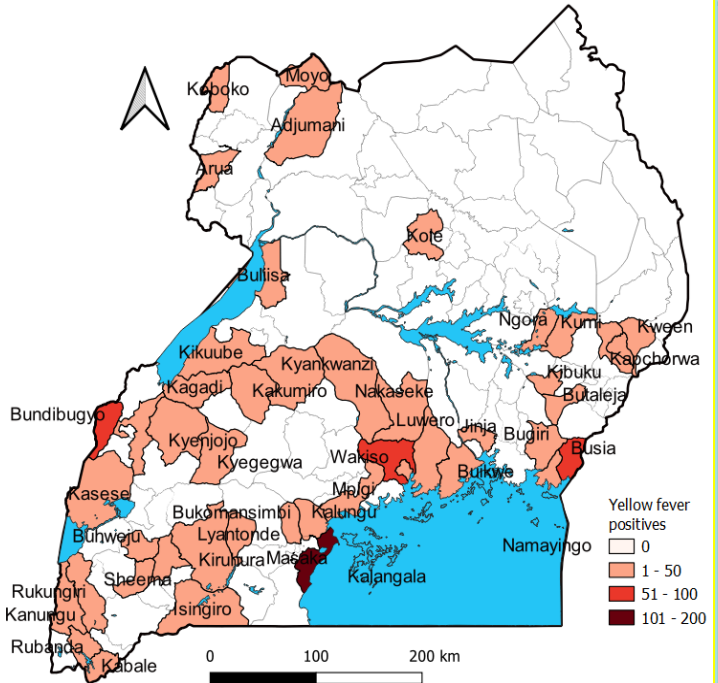 Moyo
Koboko
Adjumani
Arua
Kole
Buliisa
Ngora
Kumi
Kween
Kikuube
Kapchorwa
Kyankwanzi
Kibuku
Kagadi
Kakumiro
Nakaseke
Butaleja
Bundibugyo
Luwero
Jinja
Bugiri
Kyenjojo
Wakiso
Busia
Kyegegwa
Buikwe
Kasese
Mpigi
Bukomansimbi
Kalungu
Yellow fever
positives
Buhweju
Lyantonde
Namayingo
0
Kiruhura
Masaka
1 - 50
Sheema
Kalangala
51 - 100
Rukungiri
Isingiro
101 - 200
Kanungu
Rubanda
Kabale
0
100
200 km